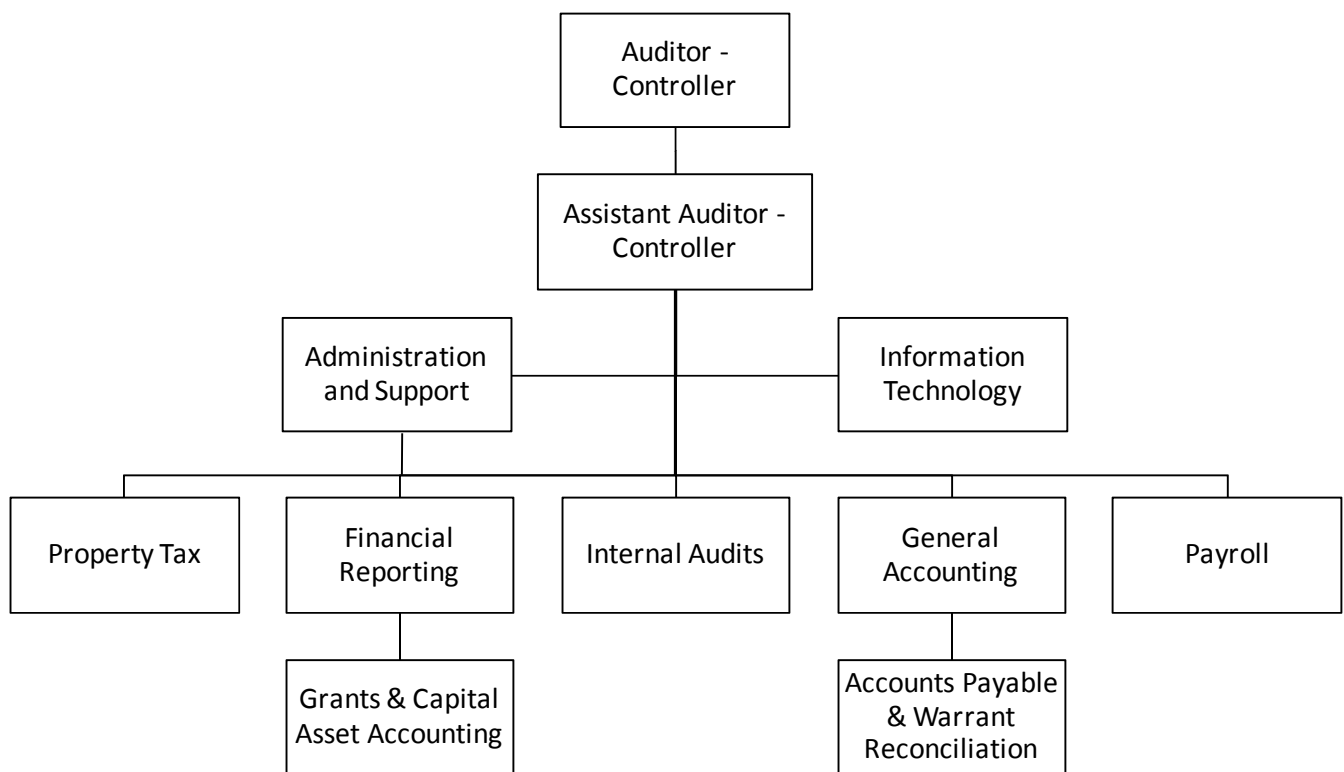 Auditor -
Controller
Assistant Auditor -
Controller
Administration
and Support
Information
Technology
Property Tax
Financial
Reporting
Internal Audits
General
Accounting
Payroll
Grants & Capital
Asset Accounting
Accounts Payable
& Warrant
Reconciliation